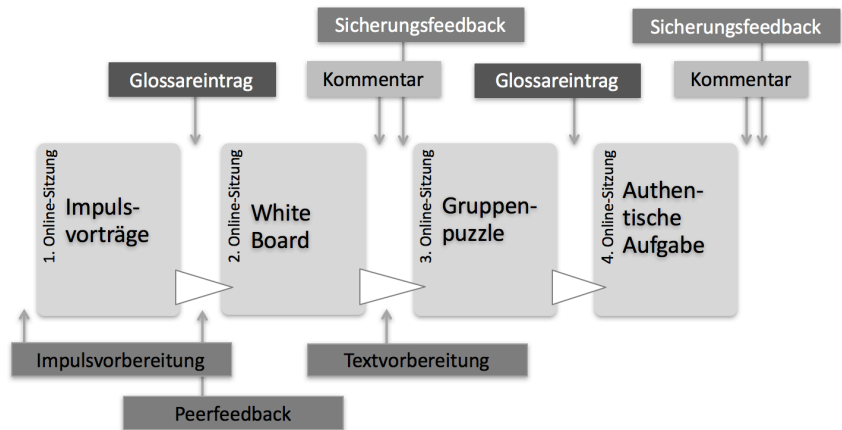 Sicherungsfeedback
Sicherungsfeedback
Glossareintrag
Kommentar
Glossareintrag
Kommentar
1. Online-Sitzung
Impuls-
vorträge
2. Online-Sitzung
White
Board
3. Online-Sitzung
Gruppen-
puzzle
4. Online-Sitzung
Authen-
tische
Aufgabe
Impulsvorbereitung
Textvorbereitung
Peerfeedback